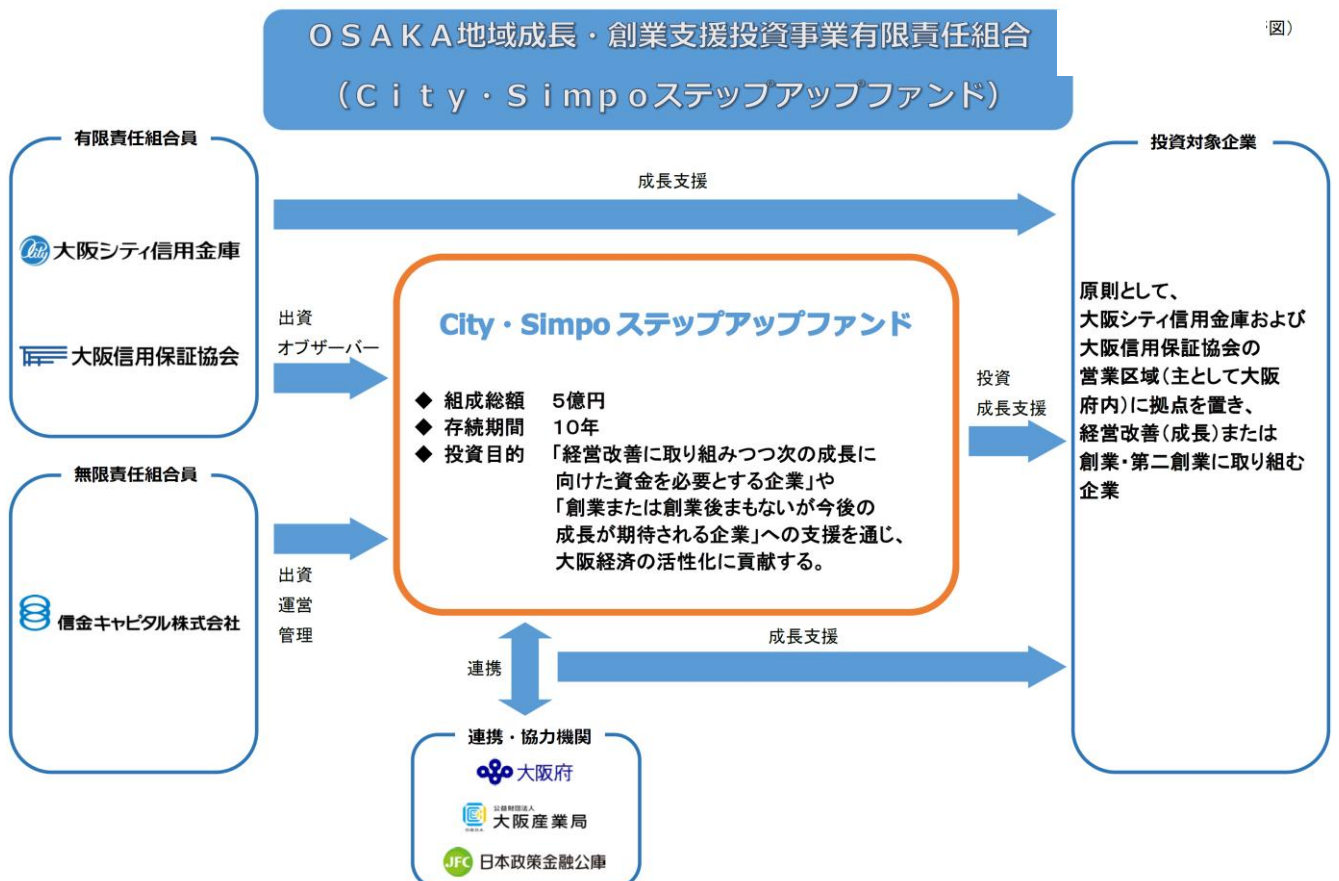 OSAKA地域成長・創業支援投資事業有限責任組合
(City・Simpoステップアップファンド)
図)
有限責任組合員
City
大阪シティ信用金庫
大阪信用保証協会
無限責任組合員
信金キャピタル株式会社
成長支援
出資
オブザーバー
出資
運営
管理
City・Simpo ステップアップファンド
◆ 組成総額 5億円
◆ 存続期間 10年
◆ 投資目的 「経営改善に取り組みつつ次の成長に
向けた資金を必要とする企業」や
「創業または創業後まもないが今後の
成長が期待される企業」への支援を通じ、
大阪経済の活性化に貢献する。
投資
成長支援
投資対象企業
原則として、
大阪シティ信用金庫および
大阪信用保証協会の
営業区域(主として大阪
府内)に拠点を置き、
経営改善(成長)または
創業・第二創業に取り組む
企業
連携
成長支援
連携・協力機関
大阪府
公益財団法人
大阪産業局
JFC 日本政策金融公庫